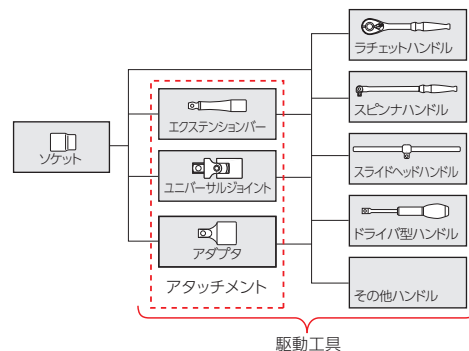 ソケット
エクステンションバー
ユニバーサルジョイント
アダプタ
アタッチメント
ラチェットハンドル
スピンナハンドル
スライドヘッドハンドル
ドライバ型ハンドル
その他ハンドル
駆動工具